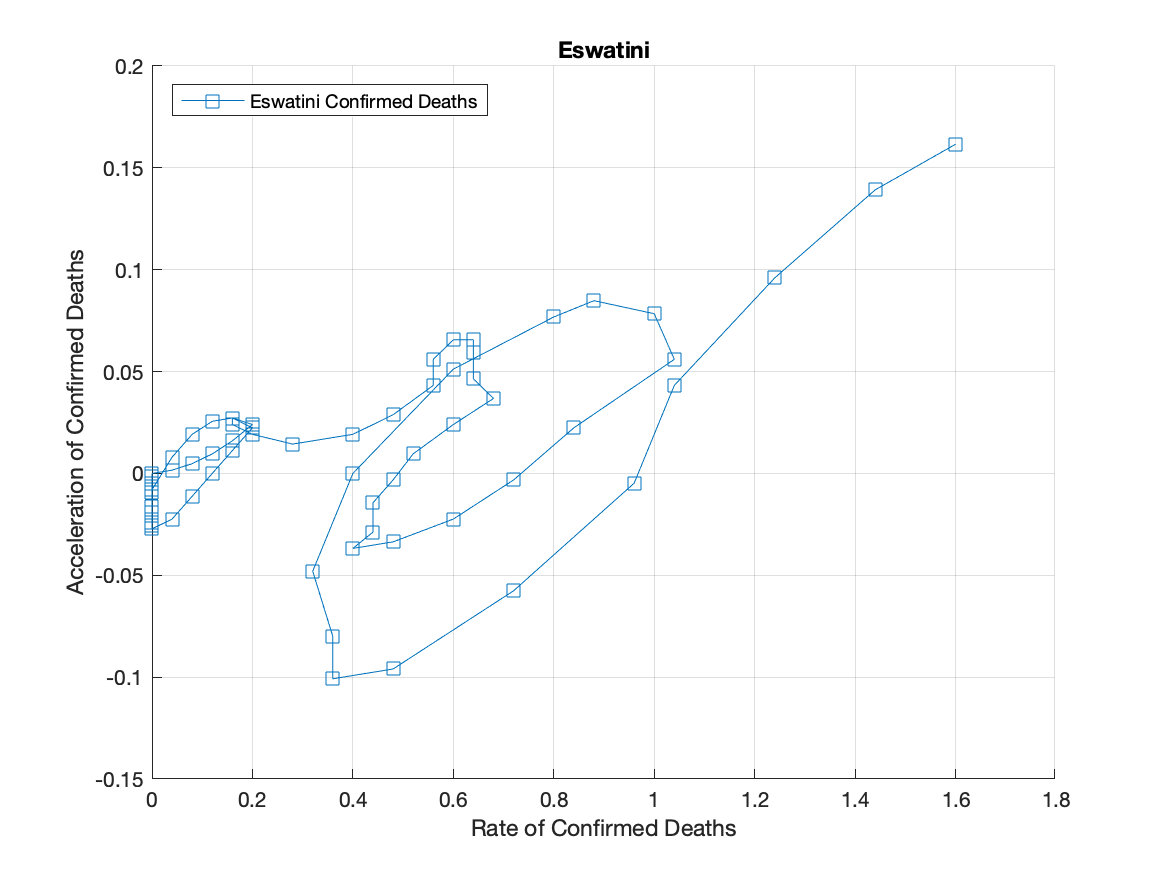 Eswatini
Eswatini Confirmed Deaths
0.2
0.15
0.1
0.05
0
-0.05
-0.1
-0.15
Acceleration of Confirmed Deaths
0 0.2 0.4 0.6 0.8 1 1.2 1.4 1.6 1.8
Rate of Confirmed Deaths